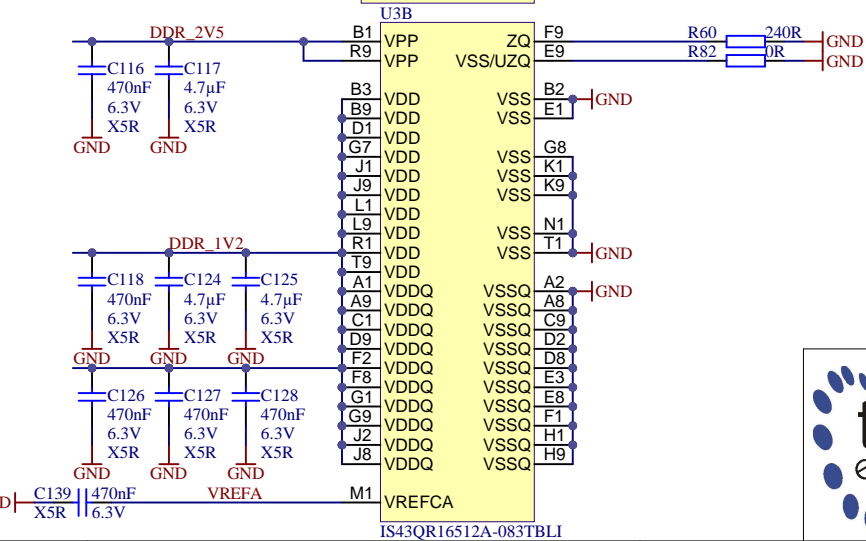 U3B
DDR_2V5
B1 VPP
R9 VPP
ZQ F9
VSS/UZQ E9
R60 240R GND
R82 0R GND
C116
470nF
6.3V
X5R
GND
C117
4.7µF
6.3V
X5R
GND
B3 VDD
B9 VDD
D1 VDD
G7 VDD
J1 VDD
J9 VDD
L1 VDD
L9 VDD
R1 VDD
T9 VDD
A1 VDDQ
A9 VDDQ
C1 VDDQ
D9 VDDQ
F2 VDDQ
F8 VDDQ
G1 VDDQ
G9 VDDQ
J2 VDDQ
J8 VDDQ
M1 VREFCA
VSS B2 GND
VSS E1
VSS G8
VSS K1
VSS K9
VSS N1
VSS T1 GND
VSSQ A2 GND
VSSQ A8
VSSQ C9
VSSQ D2
VSSQ D8
VSSQ E3
VSSQ E8
VSSQ F1
VSSQ H1
VSSQ H9
DDR_1V2
C118
470nF
6.3V
X5R
GND
C124
4.7µF
6.3V
X5R
GND
C125
4.7µF
6.3V
X5R
GND
C126
470nF
6.3V
X5R
GND
C127
470nF
6.3V
X5R
GND
C128
470nF
6.3V
X5R
GND
C139 470nF
X5R 6.3V
VREFA
IS43QR16512A-083TBLI